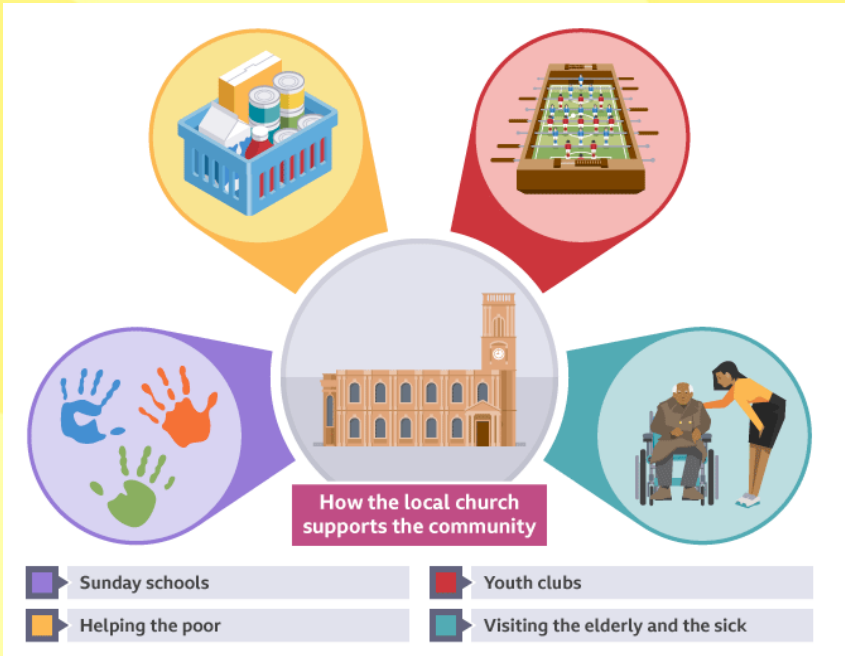 How the local church
supports the community
Sunday schools
Youth clubs
Helping the poor
Visiting the elderly and the sick